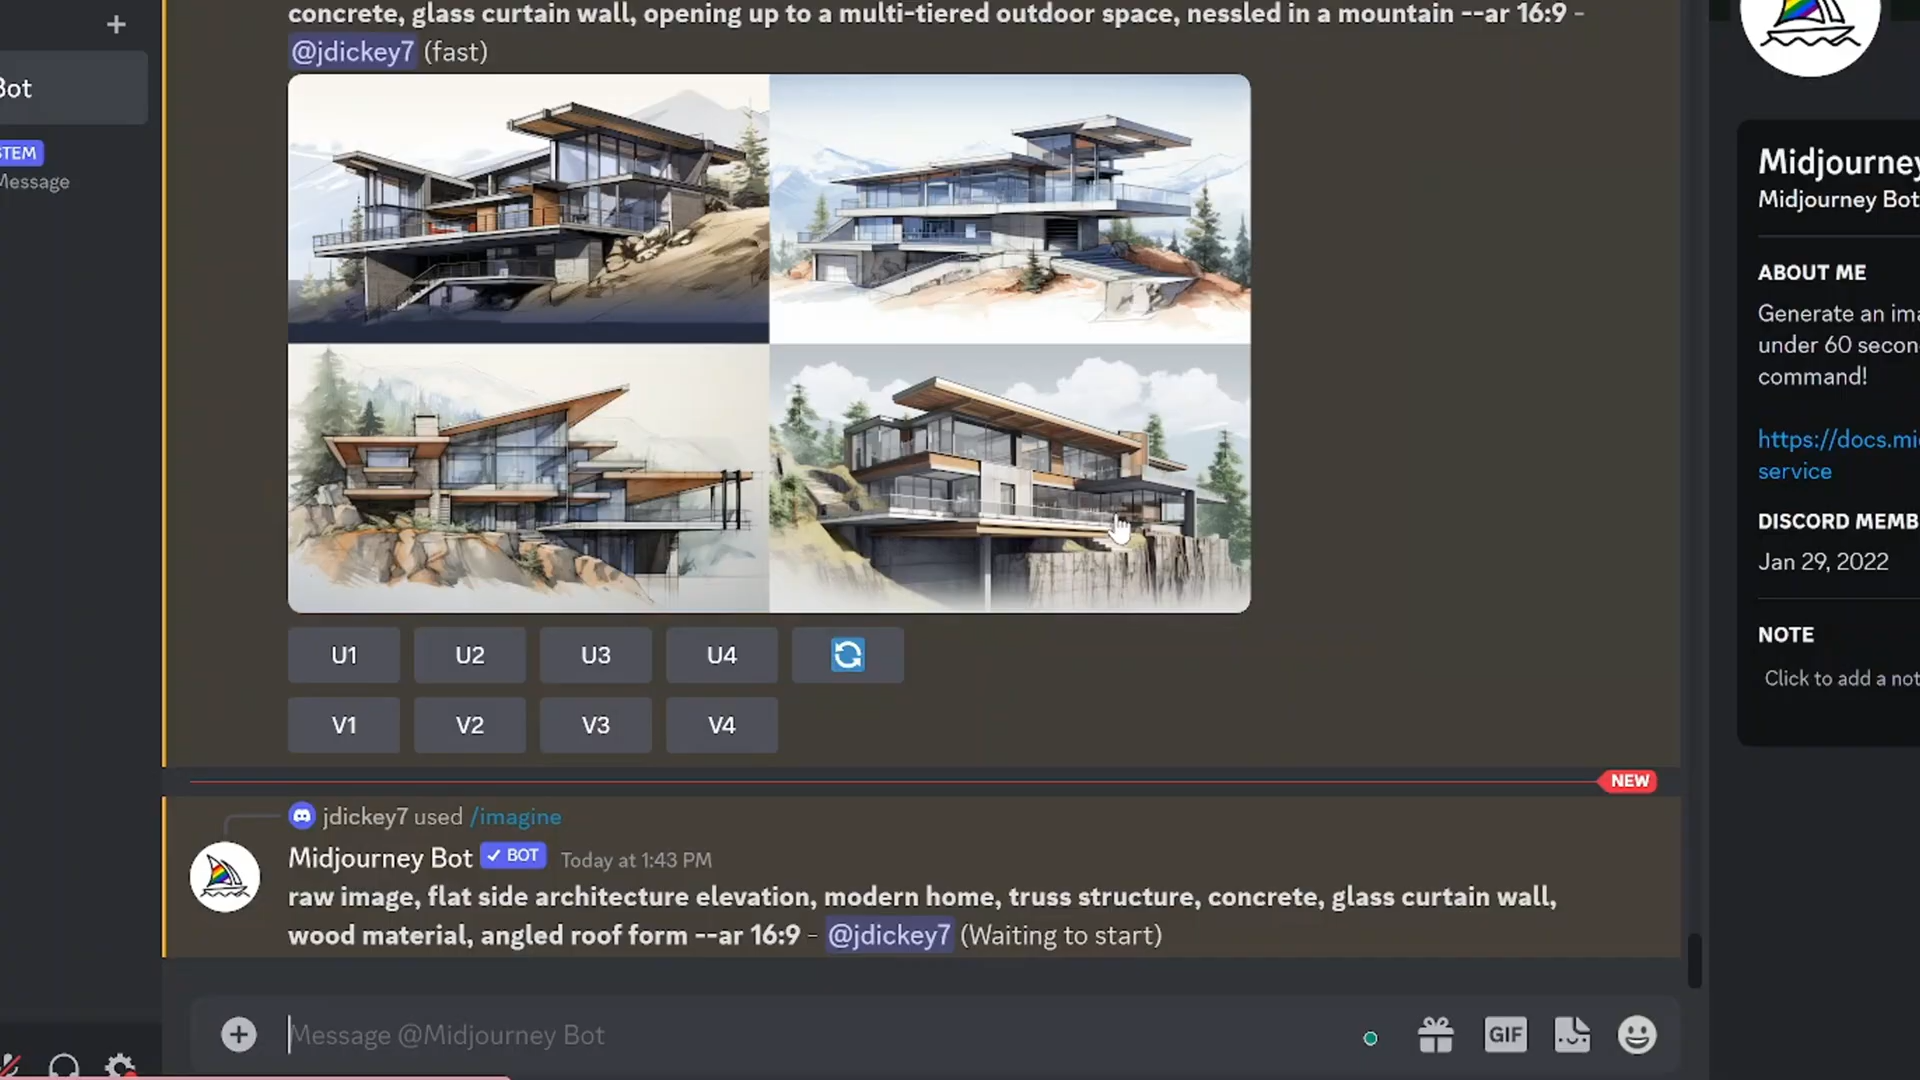 concrete, glass curtain wall, opening up to a multi-tiered outdoor space, nessled in a mountain --ar 16:9 -
@jdickey7 (fast)
Bot
STEM
Message
U1 U2 U3 U4
V1 V2 V3 V4
NEW
jdickey7 used /imagine
Midjourney Bot ✓ BOT Today at 1:43 PM
raw image, flat side architecture elevation, modern home, truss structure, concrete, glass curtain wall,
wood material, angled roof form --ar 16:9 - @jdickey7 (Waiting to start)
Message @Midjourney Bot
GIF
Midjourney
Midjourney Bot
ABOUT ME
Generate an ima
under 60 secon
command!
https://docs.mi
service
DISCORD MEMB
Jan 29, 2022
NOTE
Click to add a not